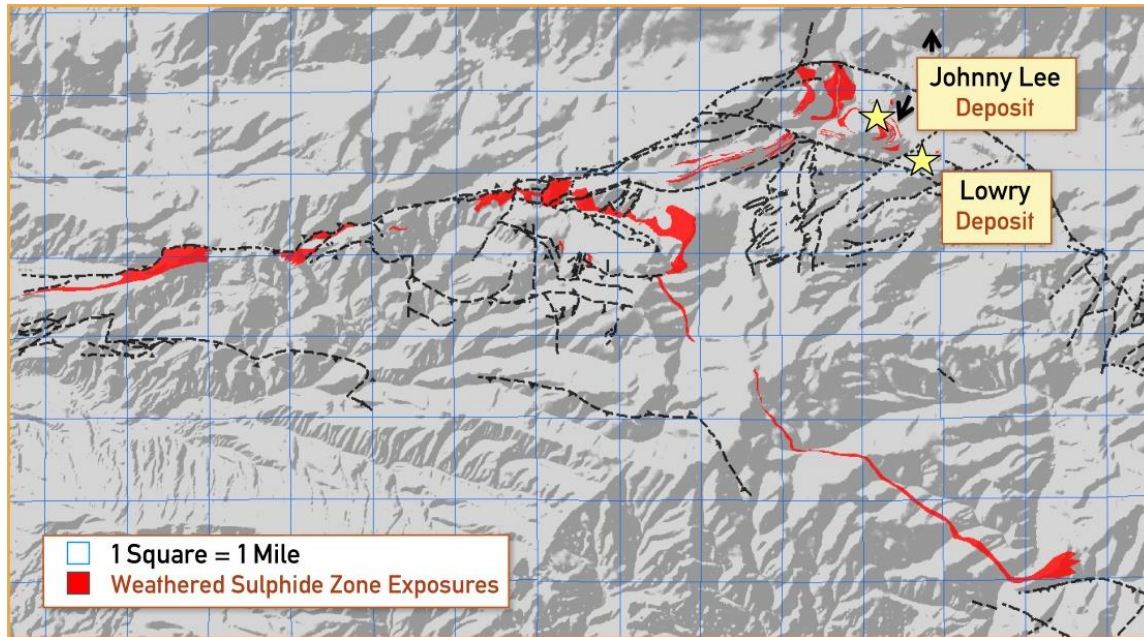 Johnny Lee
Deposit
Lowry
Deposit
1 Square = 1 Mile
Weathered Sulphide Zone Exposures